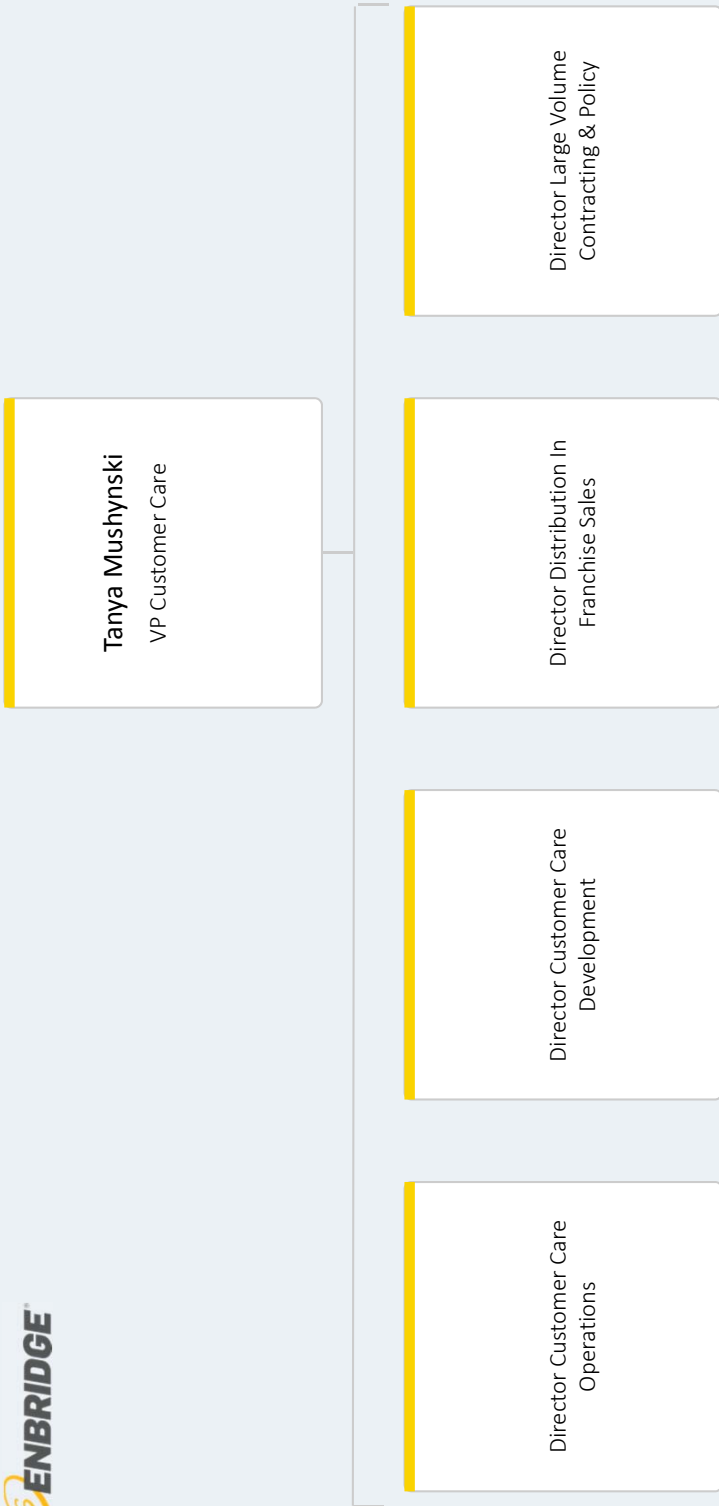 ENBRIDGE
Tanya Mushynski
VP Customer Care
Director Customer Care
Operations
Director Customer Care
Development
Director Distribution In
Franchise Sales
Director Large Volume
Contracting & Policy